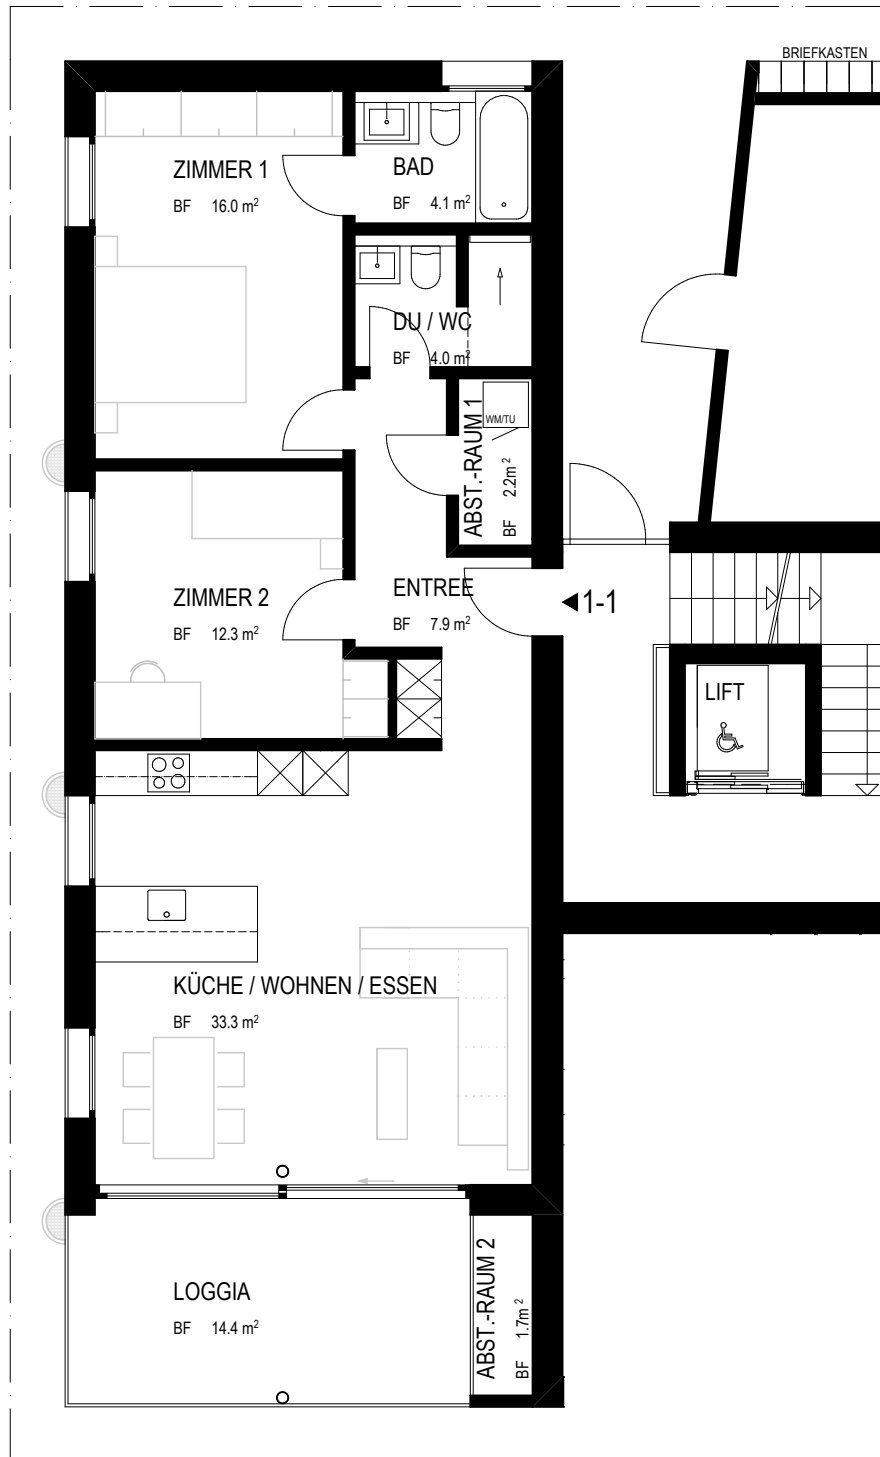 BRIEFKASTEN
ZIMMER 1
BF 16.0 m²
BAD
BF 4.1 m²
DU / WC
BF 4.0 m²
WM/TU
ABST.-RAUM 1
BF 2.2m²
ZIMMER 2
BF 12.3 m²
ENTREE
BF 7.9 m²
1-1
LIFT
KÜCHE / WOHNEN / ESSEN
BF 33.3 m²
LOGGIA
BF 14.4 m²
ABST.-RAUM 2
BF 1.7m²